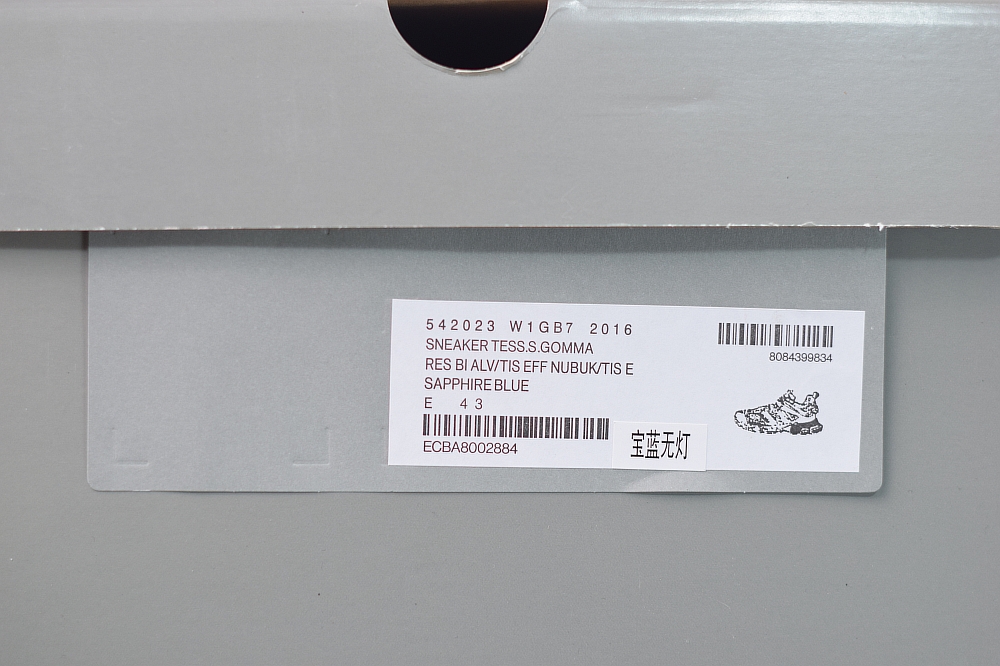 542023 W1GB7 2016
SNEAKER TESS.S.GOMMA
RES BI ALV/TIS EFF NUBUK/TIS E
SAPPHIRE BLUE
E 43
ECBA8002884
8084399834
宝蓝无灯